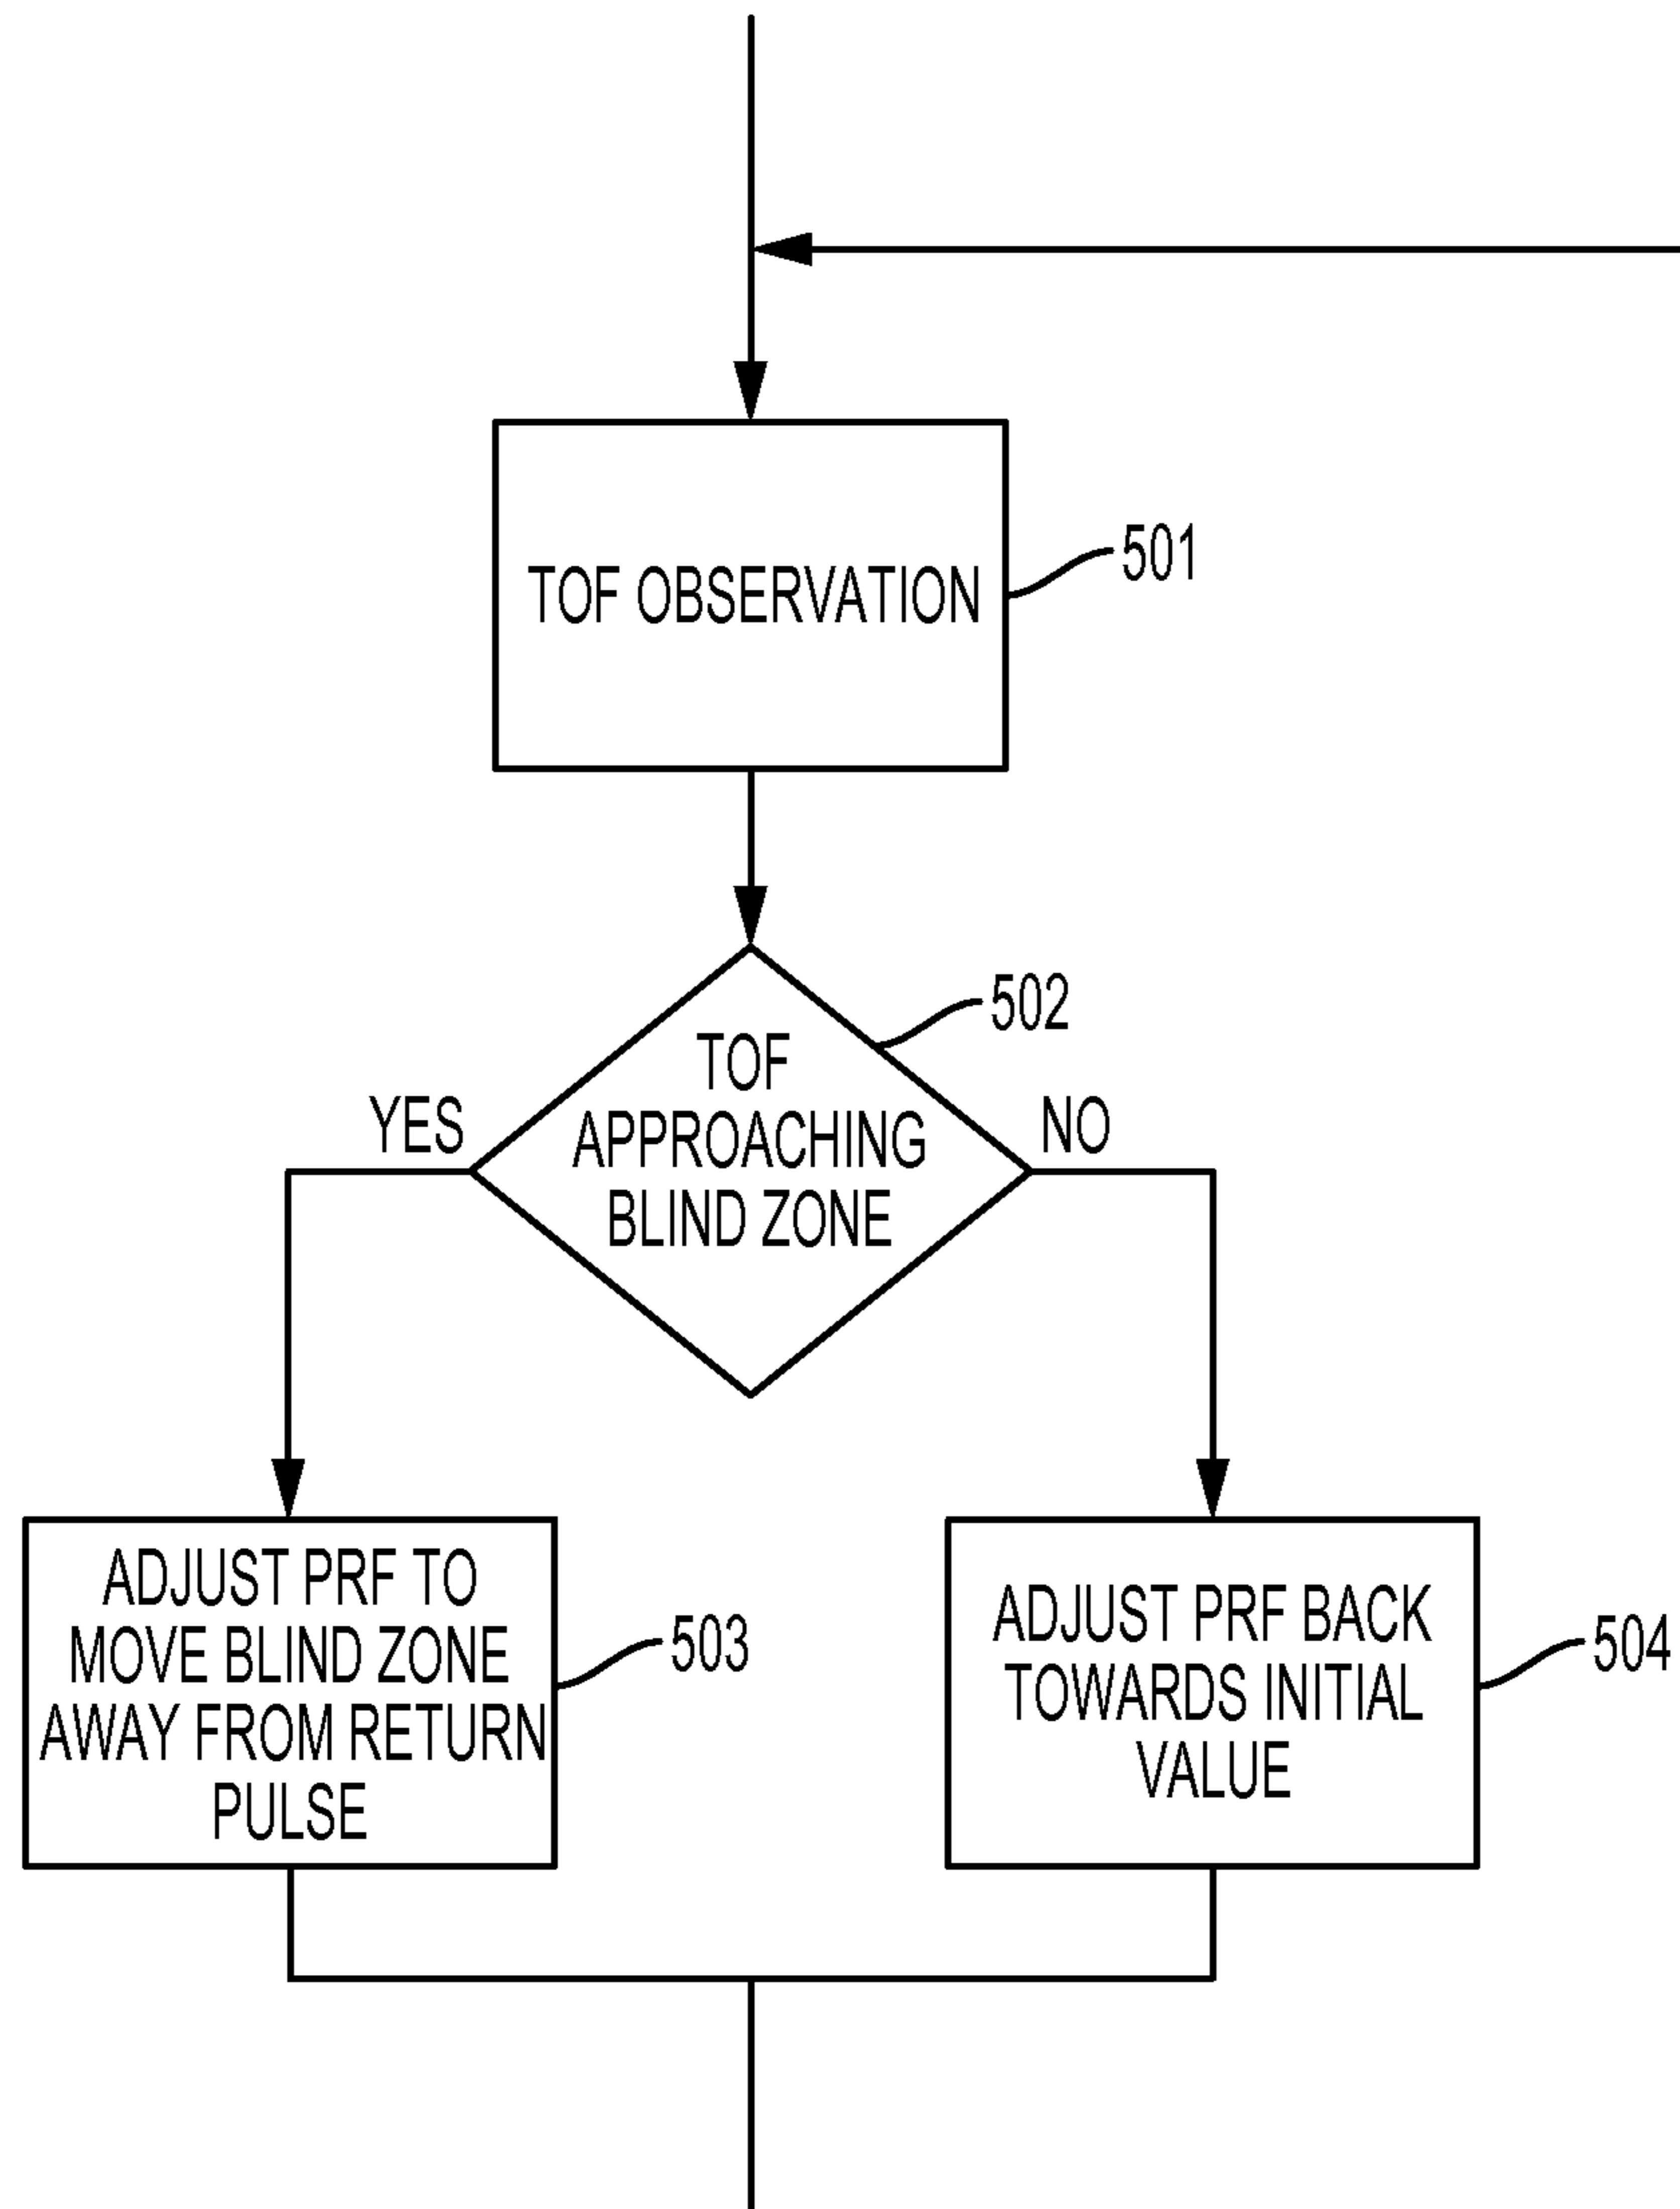 TOF OBSERVATION
501
502
TOF
APPROACHING
BLIND ZONE
YES
NO
ADJUST PRF TO
MOVE BLIND ZONE
AWAY FROM RETURN
PULSE
503
ADJUST PRF BACK
TOWARDS INITIAL
VALUE
504